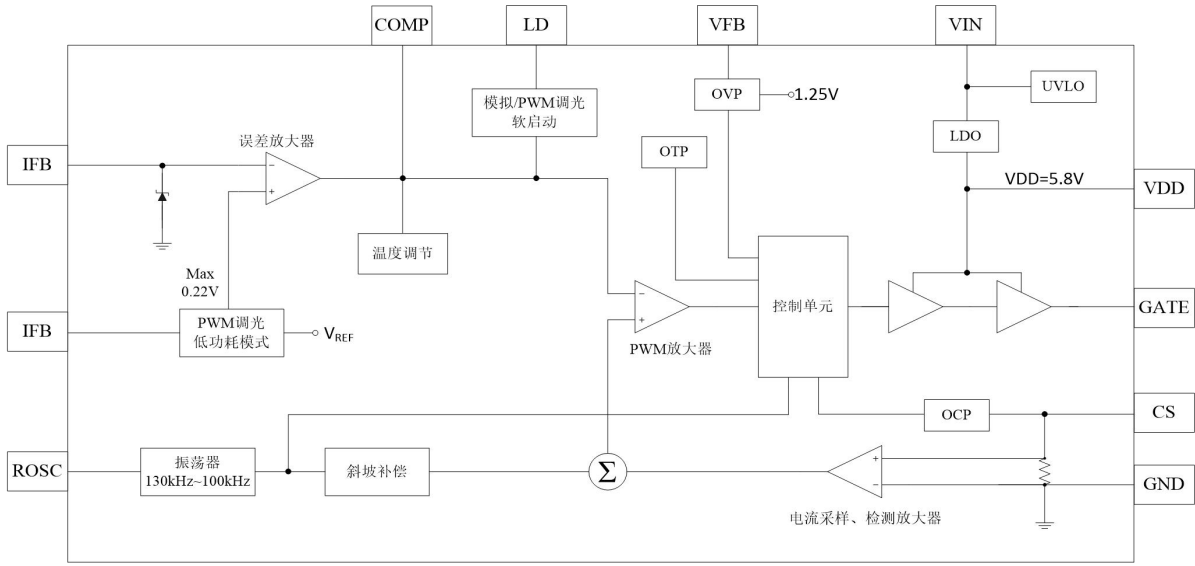 COMP
LD
VFB
VIN
模拟/PWM调光
软启动
OVP
1.25V
UVLO
LDO
误差放大器
OTP
IFB
−
+
VDD=5.8V
VDD
温度调节
Max
0.22V
IFB
PWM调光
低功耗模式
VREF
−
+
PWM放大器
控制单元
GATE
OCP
CS
ROSC
振荡器
130kHz~100kHz
斜坡补偿
Σ
+
−
GND
电流采样、检测放大器